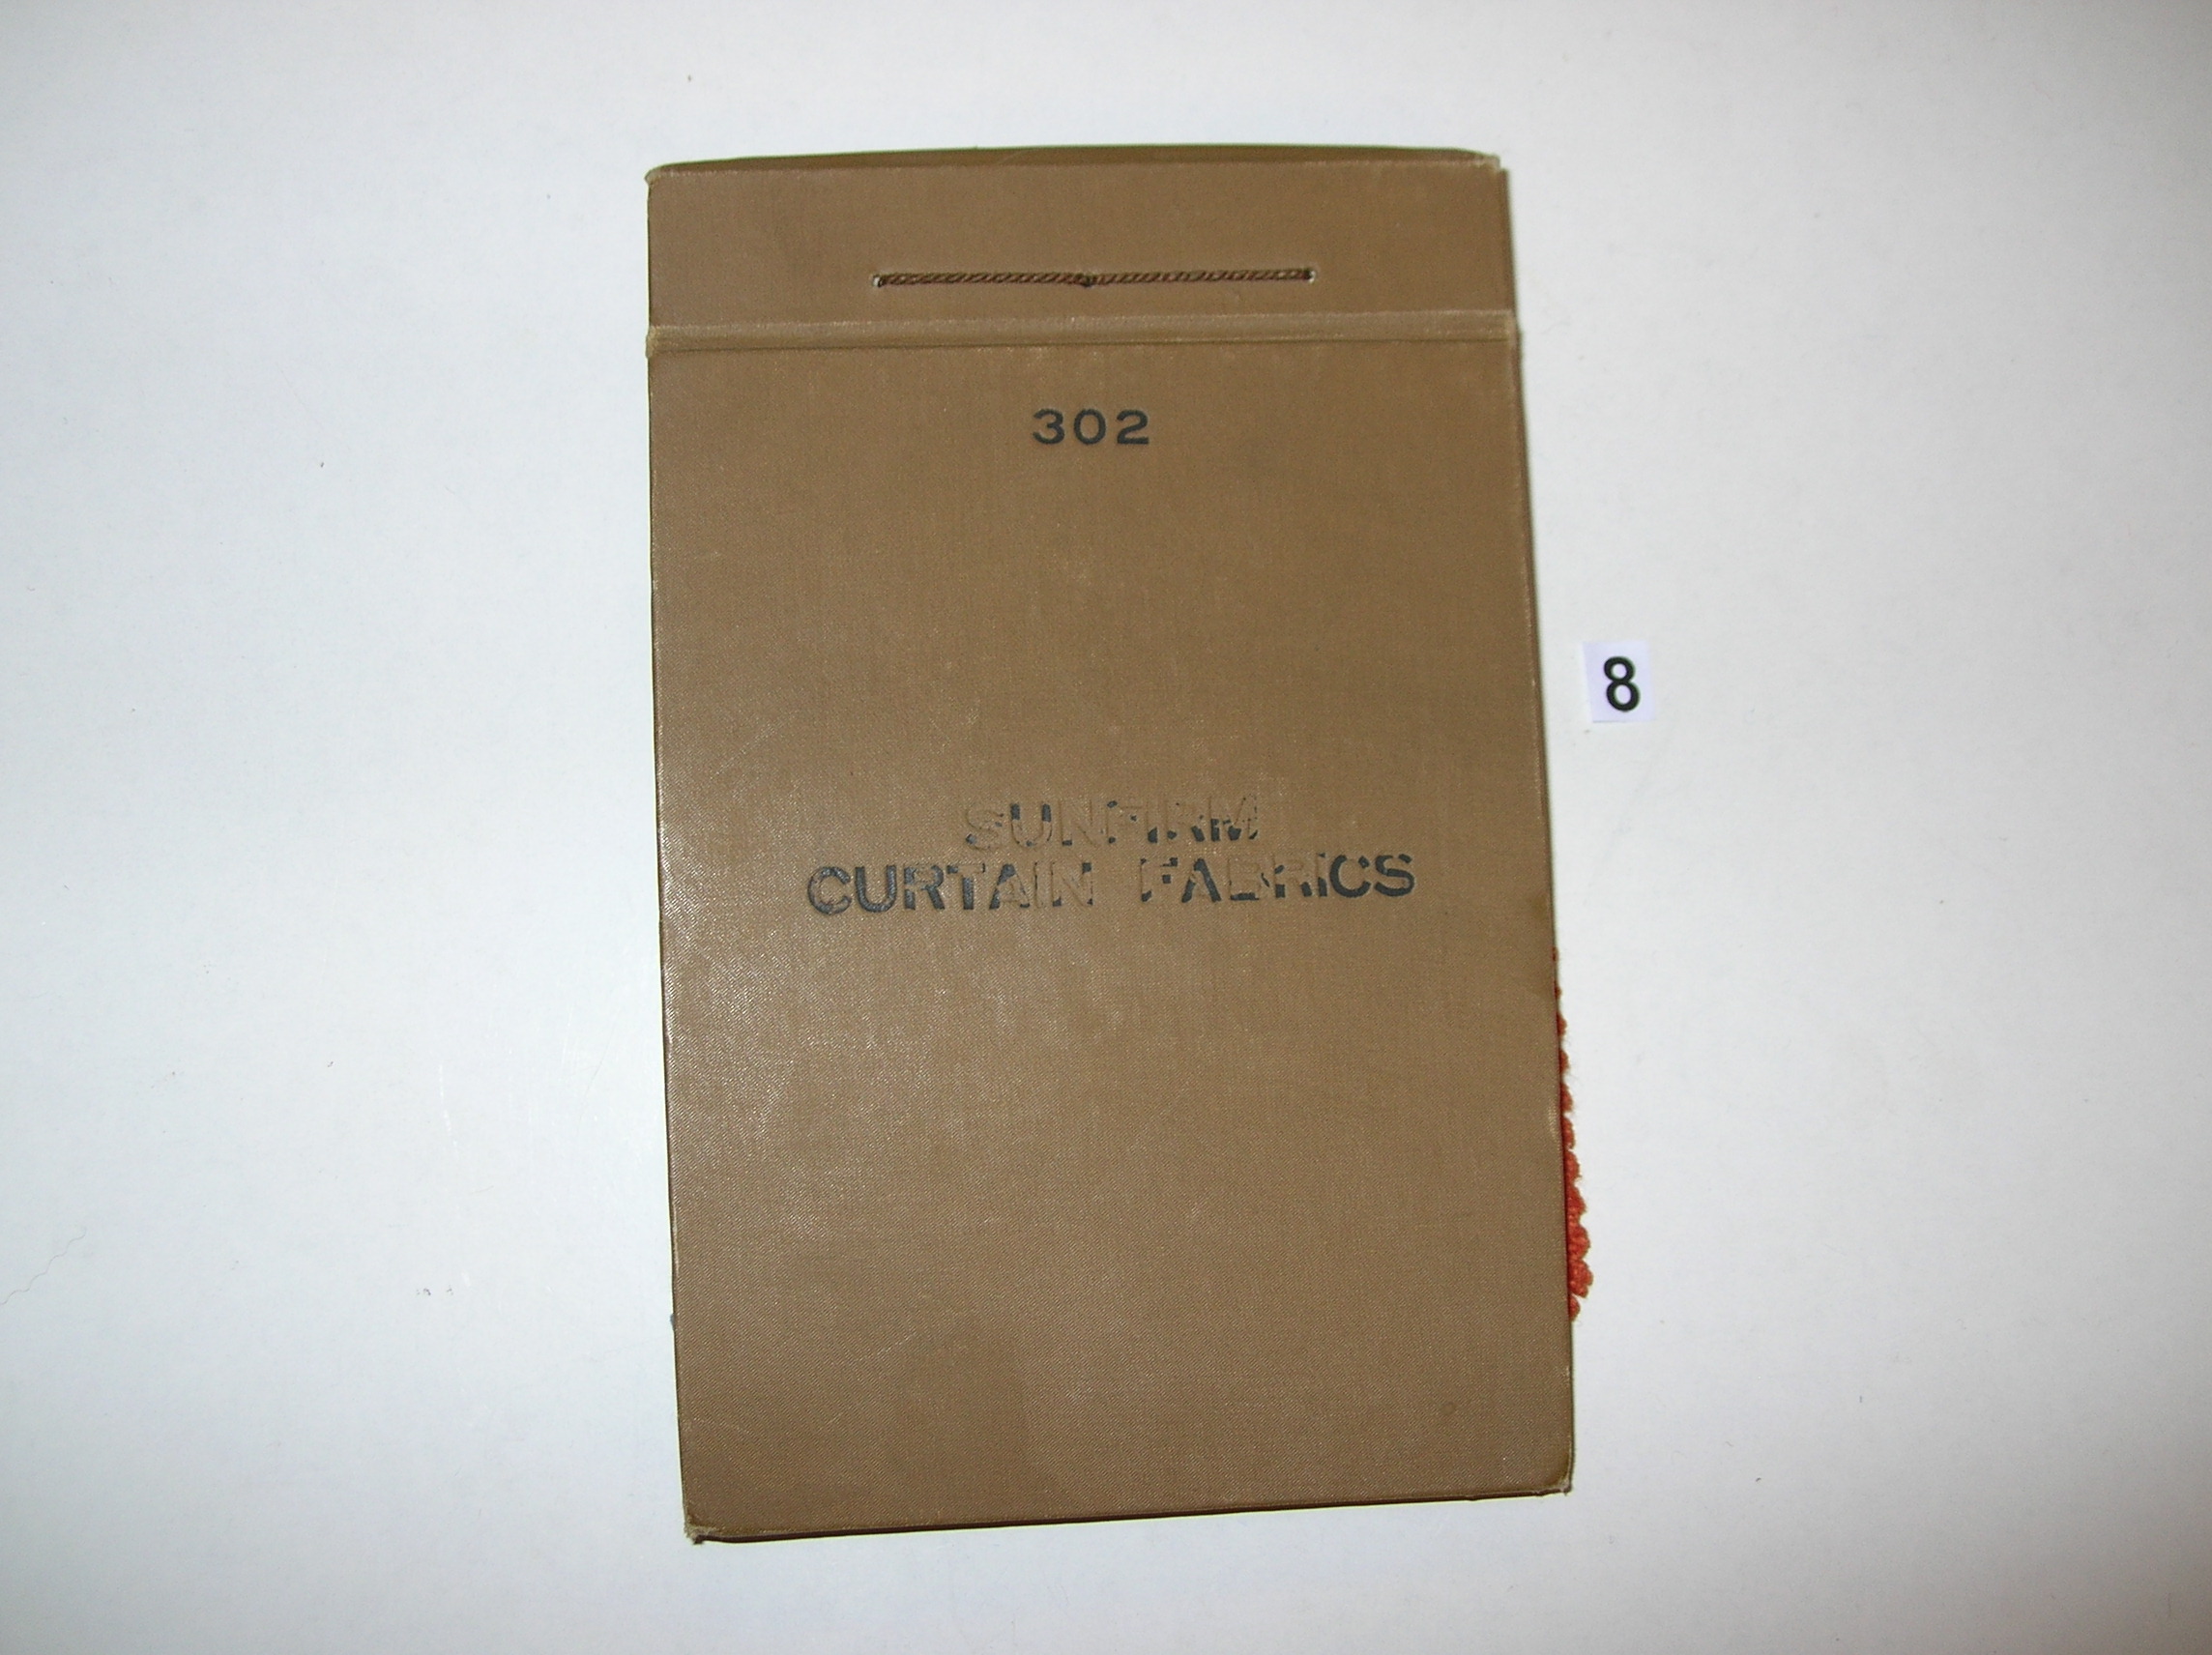 302
8
SUNFIRM
CURTAIN FABRICS